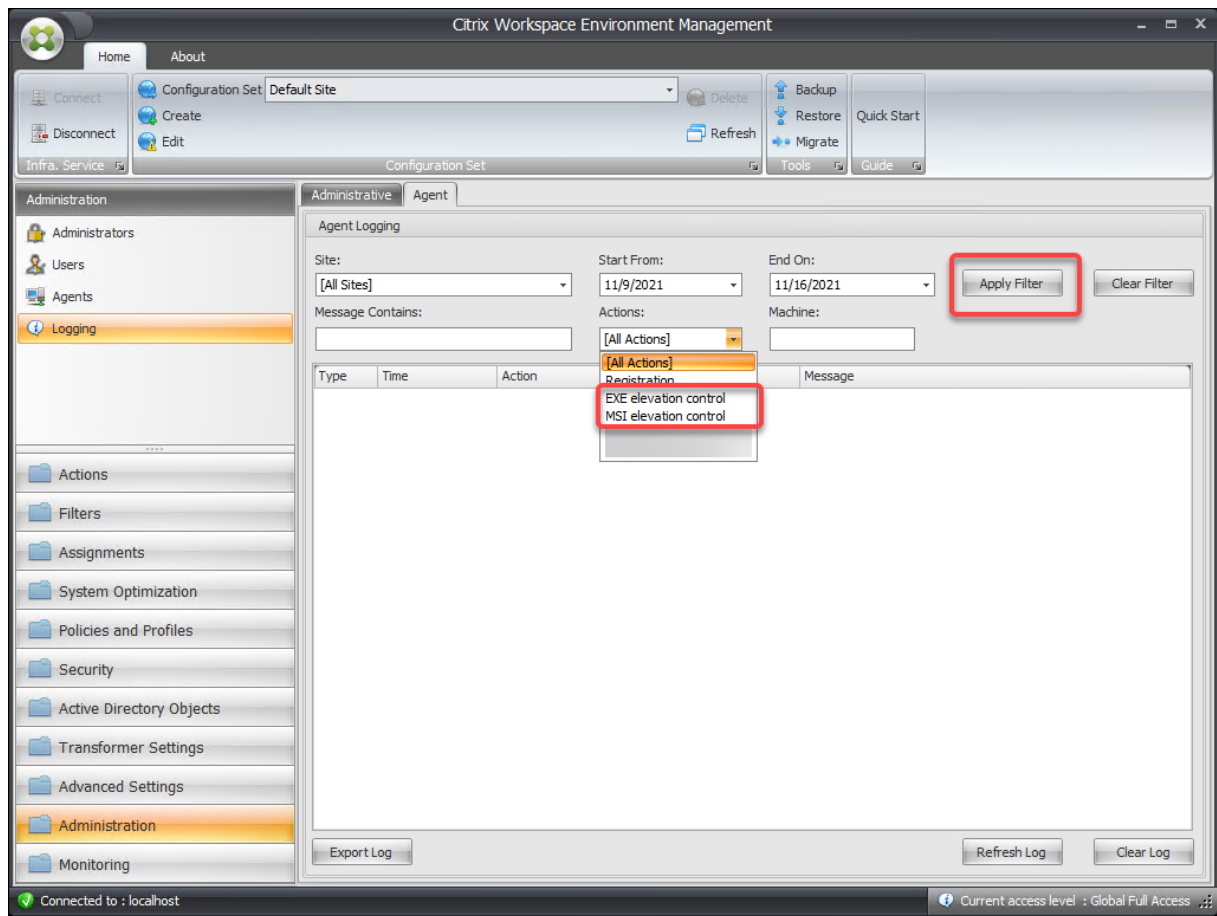 Citrix Workspace Environment Management
Home About
Connect
Disconnect
Infra. Service
Configuration Set Default Site
Create
Edit
Delete
Refresh
Configuration Set
Backup
Restore
Migrate
Tools
Quick Start
Guide
Administration
Administrators
Users
Agents
Logging
Actions
Filters
Assignments
System Optimization
Policies and Profiles
Security
Active Directory Objects
Transformer Settings
Advanced Settings
Administration
Monitoring
Administrative Agent
Agent Logging
Site: Start From: End On:
[All Sites] 11/9/2021 11/16/2021 Apply Filter Clear Filter
Message Contains: Actions: Machine:
[All Actions]
[All Actions]
Registration
EXE elevation control
MSI elevation control
Type Time Action Message
Export Log Refresh Log Clear Log
Connected to : localhost Current access level : Global Full Access